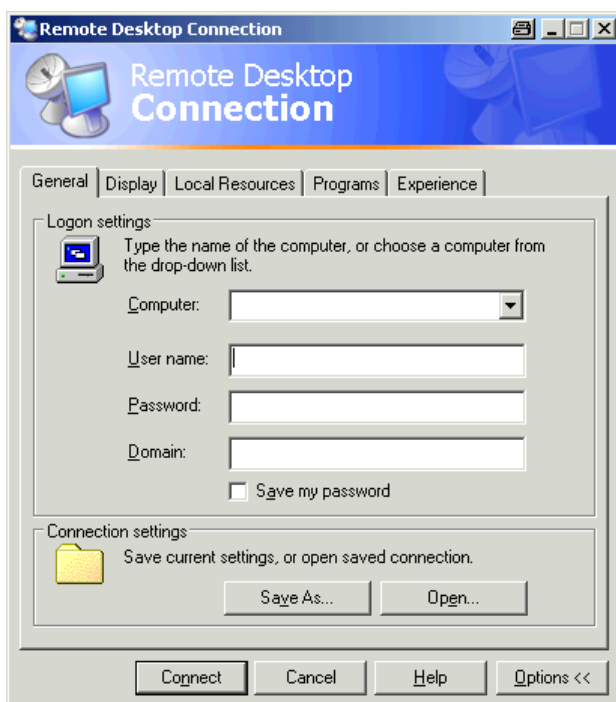 Remote Desktop Connection
Remote Desktop
Connection
General Display Local Resources Programs Experience
Logon settings
Type the name of the computer, or choose a computer from
the drop-down list.
Computer:
User name:
Password:
Domain:
Save my password
Connection settings
Save current settings, or open saved connection.
Save As... Open...
Connect Cancel Help Options <<